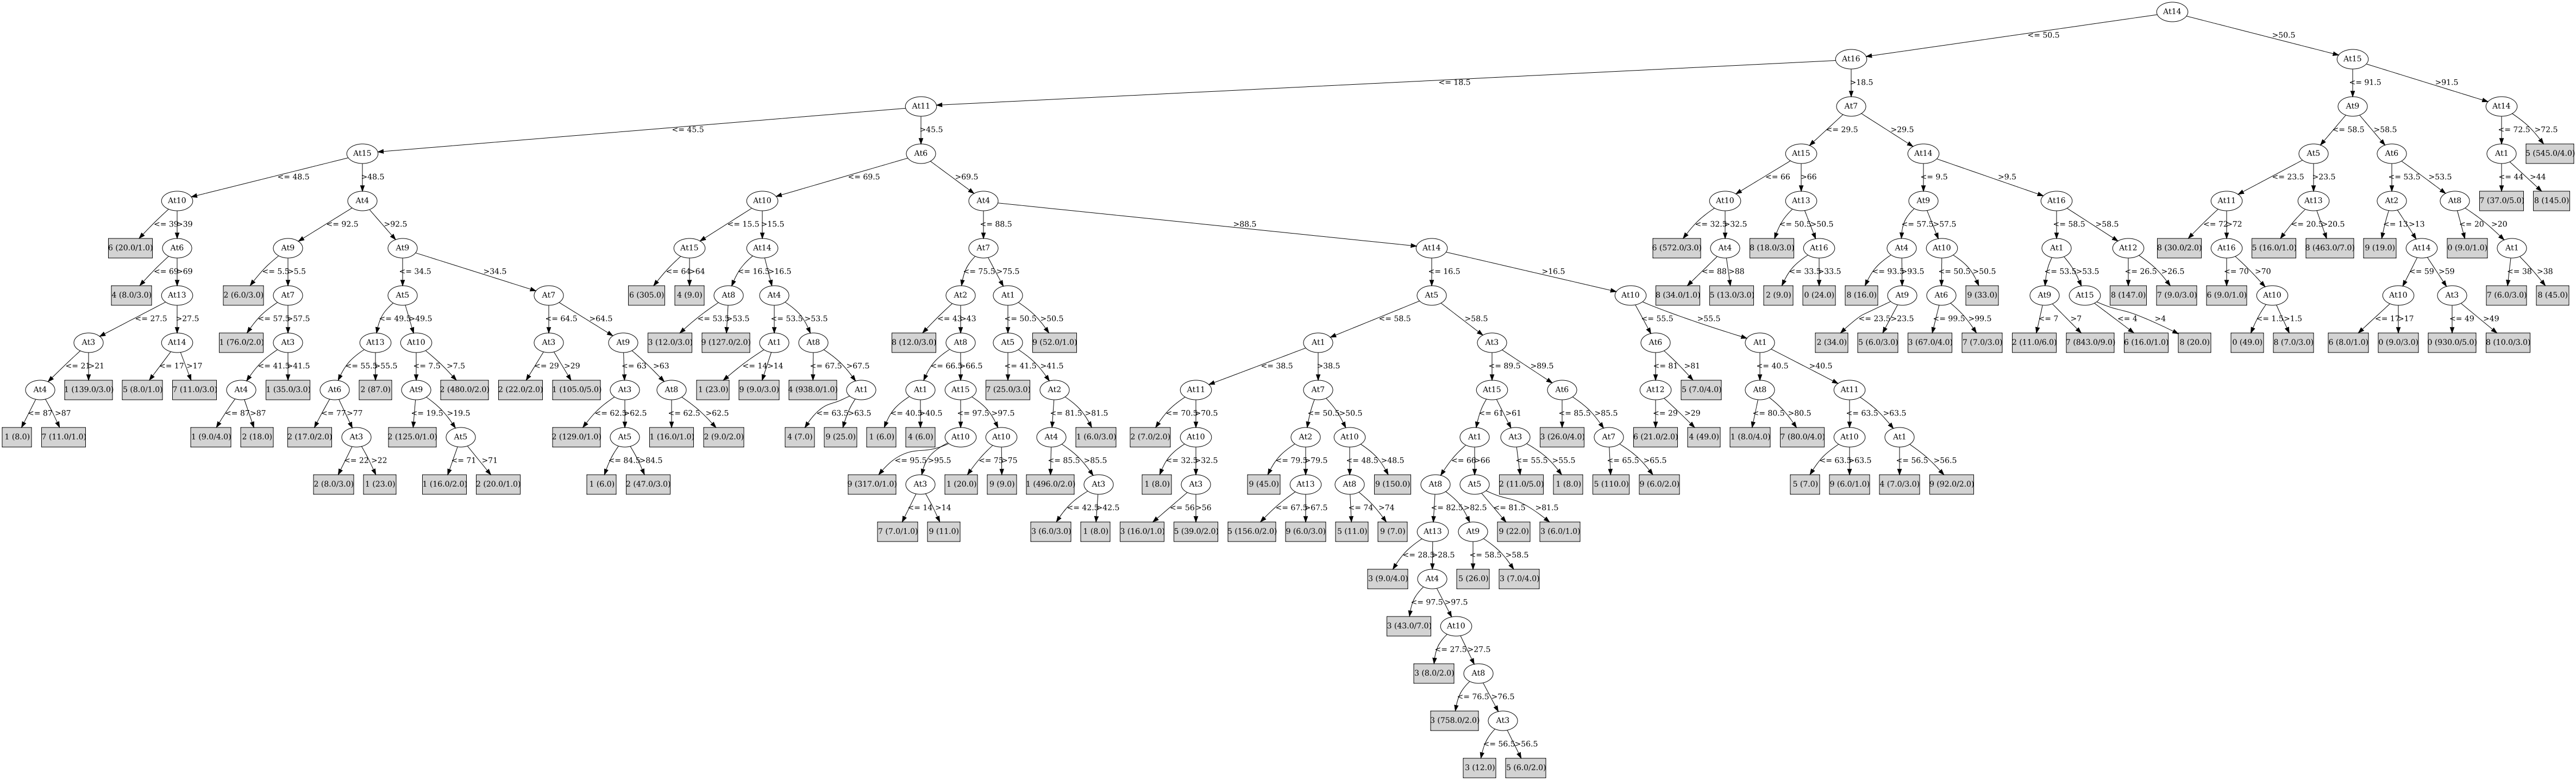 At14
<= 50.5 >50.5
At16 At15
<= 18.5 >18.5 <= 91.5 >91.5
At11 At7 At9 At14
<= 45.5 >45.5 <= 29.5 >29.5 <= 58.5 >58.5 <= 72.5 >72.5
At15 At6 At15 At14 At5 At6 At1 5 (545.0/4.0)
<= 48.5 >48.5 <= 69.5 >69.5 <= 66 >66 <= 9.5 >9.5 <= 23.5 >23.5 <= 53.5 >53.5 <= 44 >44
At10 At4 At10 At4 At10 At13 At9 At16 At11 At13 At2 At8 7 (37.0/5.0) 8 (145.0)
<= 39 >39 <= 92.5 >92.5 <= 15.5 >15.5 <= 88.5 >88.5 <= 32.5 >32.5 <= 50.5 >50.5 <= 57.5 >57.5 <= 58.5 >58.5 <= 72 >72 <= 20.5 >20.5 <= 13 >13 <= 20 >20
6 (20.0/1.0) At6 At9 At9 At15 At14 At7 At14 6 (572.0/3.0) At4 8 (18.0/3.0) At16 At4 At10 At1 At12 8 (30.0/2.0) At16 5 (16.0/1.0) 8 (463.0/7.0) 9 (19.0) At14 0 (9.0/1.0) At1
<= 69 >69 <= 5.5 >5.5 <= 34.5 >34.5 <= 64 >64 <= 16.5 >16.5 <= 75.5 >75.5 <= 16.5 >16.5 <= 88 >88 <= 33.5 >33.5 <= 93.5 >93.5 <= 50.5 >50.5 <= 53.5 >53.5 <= 26.5 >26.5 <= 70 >70 <= 59 >59 <= 38 >38
4 (8.0/3.0) At13 2 (6.0/3.0) At7 At5 At7 6 (305.0) 4 (9.0) At8 At4 At2 At1 At5 At10 8 (34.0/1.0) 5 (13.0/3.0) 2 (9.0) 0 (24.0) 8 (16.0) At9 At6 9 (33.0) At9 At15 8 (147.0) 7 (9.0/3.0) 6 (9.0/1.0) At10 At10 At3 7 (6.0/3.0) 8 (45.0)
<= 27.5 >27.5 <= 57.5 >57.5 <= 49.5 >49.5 <= 64.5 >64.5 <= 53.5 >53.5 <= 53.5 >53.5 <= 43 >43 <= 50.5 >50.5 <= 58.5 >58.5 <= 55.5 >55.5 <= 23.5 >23.5 <= 99.5 >99.5 <= 7 >7 <= 4 >4 <= 1.5 >1.5 <= 17 >17 <= 49 >49
At3 At14 1 (76.0/2.0) At3 At13 At10 At3 At9 3 (12.0/3.0) 9 (127.0/2.0) At1 At8 8 (12.0/3.0) At8 At5 9 (52.0/1.0) At1 At3 At6 At1 2 (34.0) 5 (6.0/3.0) 3 (67.0/4.0) 7 (7.0/3.0) 2 (11.0/6.0) 7 (843.0/9.0) 6 (16.0/1.0) 8 (20.0) 0 (49.0) 8 (7.0/3.0) 6 (8.0/1.0) 0 (9.0/3.0) 0 (930.0/5.0) 8 (10.0/3.0)
<= 21 >21 <= 17 >17 <= 41.5 >41.5 <= 55.5 >55.5 <= 7.5 >7.5 <= 29 >29 <= 63 >63 <= 14 >14 <= 67.5 >67.5 <= 66.5 >66.5 <= 41.5 >41.5 <= 38.5 >38.5 <= 89.5 >89.5 <= 81 >81 <= 40.5 >40.5
At4 1 (139.0/3.0) 5 (8.0/1.0) 7 (11.0/3.0) At4 1 (35.0/3.0) At6 2 (87.0) At9 2 (480.0/2.0) 2 (22.0/2.0) 1 (105.0/5.0) At3 At8 1 (23.0) 9 (9.0/3.0) 4 (938.0/1.0) At1 At1 At15 7 (25.0/3.0) At2 At11 At7 At15 At6 At12 5 (7.0/4.0) At8 At11
<= 87 >87 <= 87 >87 <= 77 >77 <= 19.5 >19.5 <= 62.5 >62.5 <= 62.5 >62.5 <= 63.5 >63.5 <= 40.5 >40.5 <= 97.5 >97.5 <= 81.5 >81.5 <= 70.5 >70.5 <= 50.5 >50.5 <= 61 >61 <= 85.5 >85.5 <= 29 >29 <= 80.5 >80.5 <= 63.5 >63.5
1 (8.0) 7 (11.0/1.0) 1 (9.0/4.0) 2 (18.0) 2 (17.0/2.0) At3 2 (125.0/1.0) At5 2 (129.0/1.0) At5 1 (16.0/1.0) 2 (9.0/2.0) 4 (7.0) 9 (25.0) 1 (6.0) 4 (6.0) At10 At10 At4 1 (6.0/3.0) 2 (7.0/2.0) At10 At2 At10 At1 At3 3 (26.0/4.0) At7 6 (21.0/2.0) 4 (49.0) 1 (8.0/4.0) 7 (80.0/4.0) At10 At1
<= 22 >22 <= 71 >71 <= 84.5 >84.5 <= 95.5 >95.5 <= 75 >75 <= 85.5 >85.5 <= 32.5 >32.5 <= 79.5 >79.5 <= 48.5 >48.5 <= 66 >66 <= 55.5 >55.5 <= 65.5 >65.5 <= 63.5 >63.5 <= 56.5 >56.5
2 (8.0/3.0) 1 (23.0) 1 (16.0/2.0) 2 (20.0/1.0) 1 (6.0) 2 (47.0/3.0) 9 (317.0/1.0) At3 1 (20.0) 9 (9.0) 1 (496.0/2.0) At3 1 (8.0) At3 9 (45.0) At13 At8 9 (150.0) At8 At5 2 (11.0/5.0) 1 (8.0) 5 (110.0) 9 (6.0/2.0) 5 (7.0) 9 (6.0/1.0) 4 (7.0/3.0) 9 (92.0/2.0)
<= 14 >14 <= 42.5 >42.5 <= 56 >56 <= 67.5 >67.5 <= 74 >74 <= 82.5 >82.5 <= 81.5 >81.5
7 (7.0/1.0) 9 (11.0) 3 (6.0/3.0) 1 (8.0) 3 (16.0/1.0) 5 (39.0/2.0) 5 (156.0/2.0) 9 (6.0/3.0) 5 (11.0) 9 (7.0) At13 At9 9 (22.0) 3 (6.0/1.0)
<= 28.5 >28.5 <= 58.5 >58.5
3 (9.0/4.0) At4 5 (26.0) 3 (7.0/4.0)
<= 97.5 >97.5
3 (43.0/7.0) At10
<= 27.5 >27.5
3 (8.0/2.0) At8
<= 76.5 >76.5
3 (758.0/2.0) At3
<= 56.5 >56.5
3 (12.0) 5 (6.0/2.0)